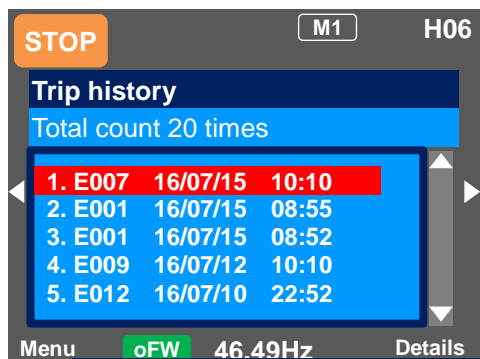 STOP M1 H06
Trip history
Total count 20 times
1. E007 16/07/15 10:10
2. E001 16/07/15 08:55
3. E001 16/07/15 08:52
4. E009 16/07/12 10:10
5. E012 16/07/10 22:52
Menu oFW 46.49Hz Details